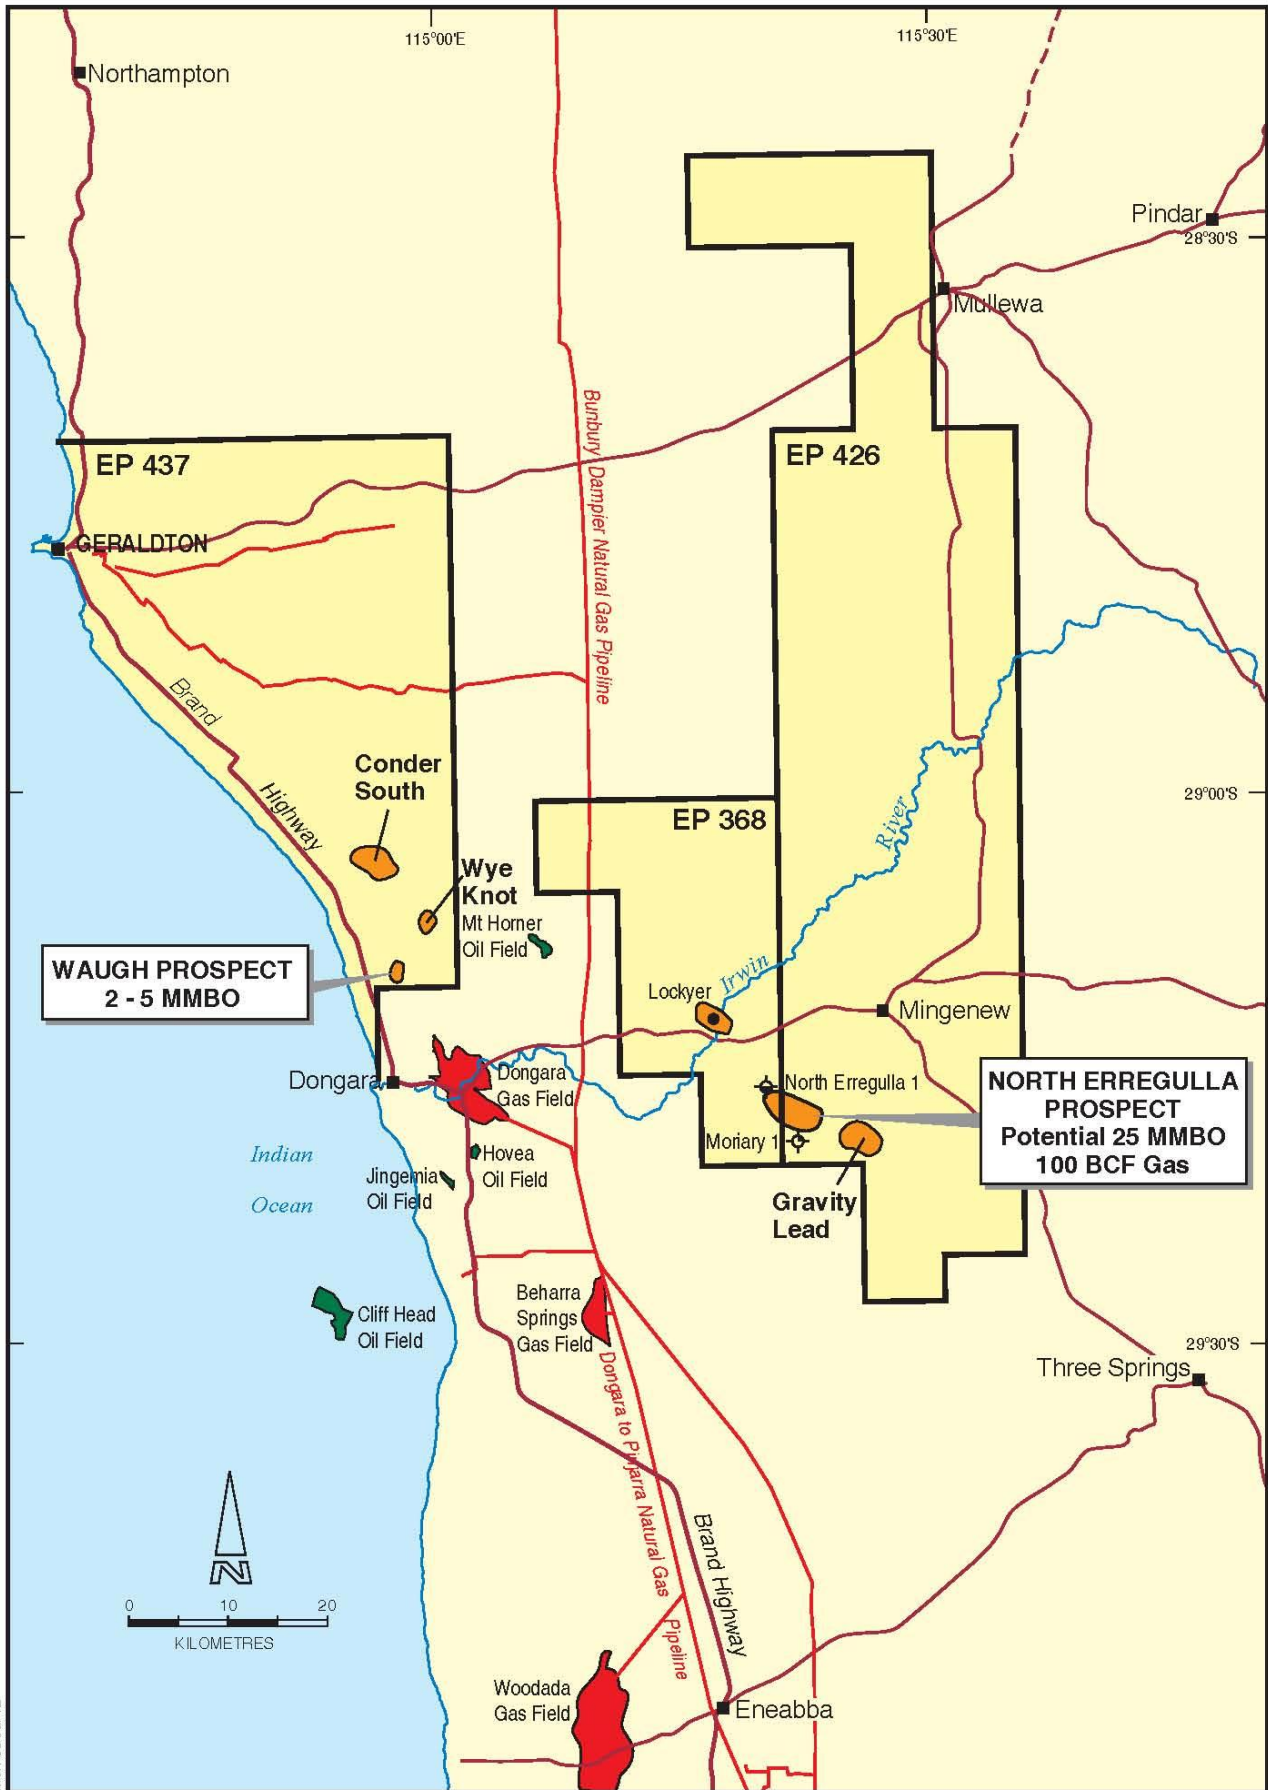 115°00'E
115°30'E
Northampton
Pindar
28°30'S
Mullewa
Bunbury Dampier Natural Gas Pipeline
EP 437
EP 426
GERALDTON
Brand
Highway
Conder
South
29°00'S
EP 368
River
Wye
Knot
Mt Horner
Oil Field
WAUGH PROSPECT
2 - 5 MMBO
Irwin
Lockyer
Mingenew
Dongara
Dongara
Gas Field
North Erregulla 1
NORTH ERREGULLA
PROSPECT
Potential 25 MMBO
100 BCF Gas
Moriary 1
Hovea
Oil Field
Jingemia
Oil Field
Indian
Ocean
Gravity
Lead
Beharra
Springs
Gas Field
Cliff Head
Oil Field
29°30'S
Three Springs
Dongara to Pinjarra Natural Gas Pipeline
Brand Highway
N
0 10 20
KILOMETRES
Woodada
Gas Field
Eneabba